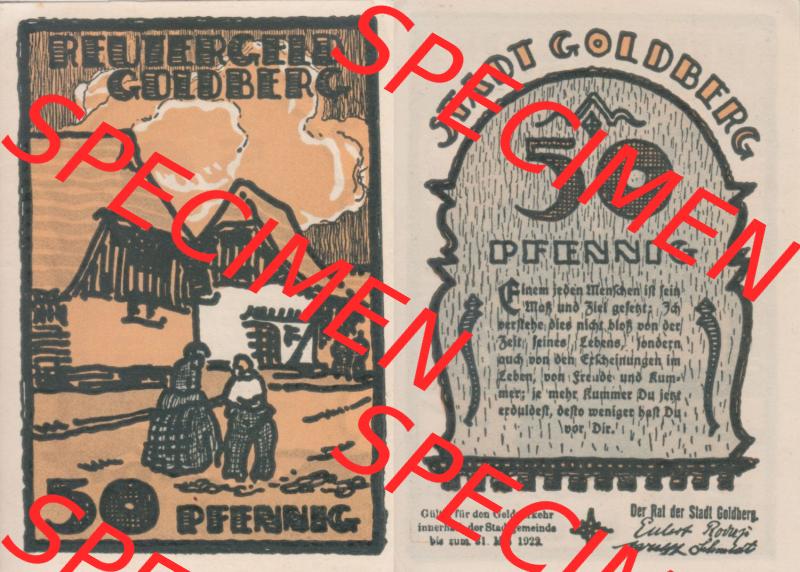 REUTERGELD
GOLDBERG
50 PFENNIG
STADT GOLDBERG
50
PFENNIG
Einem jeden Menschen ist sein
Maß und Ziel gesetzt; Ich
verstehe dies nicht bloß von der
Zeit seines Lebens, sondern
auch von den Erscheinungen im
Leben, von Freude und Kum-
mer; je mehr Kummer Du jetzt
erduldest, desto weniger hast Du
vor Dir.
Gültig für den Geldverkehr
innerhalb der Stadtgemeinde
bis zum 31. Mai 1922.
Der Rat der Stadt Goldberg.
Schmidt
SPECIMEN
SPECIMEN
SPECIMEN
SPECIMEN
SPECIMEN